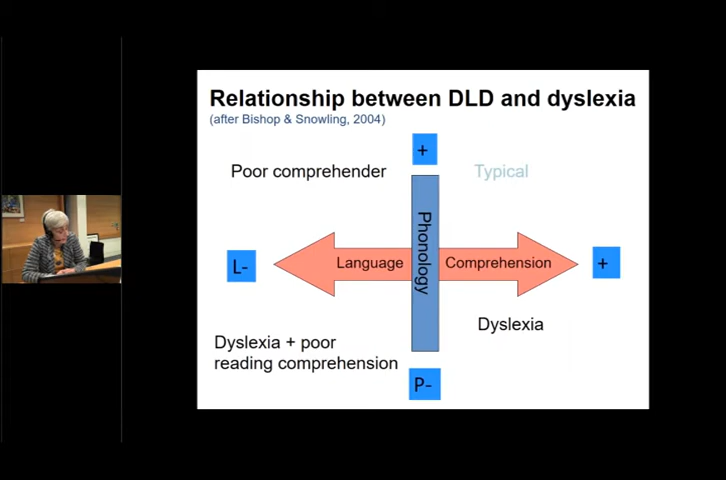 Relationship between DLD and dyslexia
(after Bishop & Snowling, 2004)
+
Poor comprehender
Typical
Phonology
L-
Language
Comprehension
+
Dyslexia
Dyslexia + poor
reading comprehension
P-